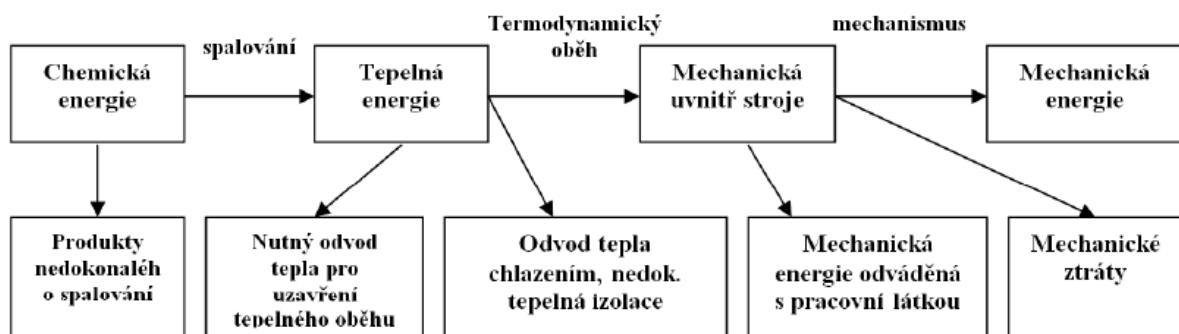 spalování
Termodynamický
oběh
mechanismus
Chemická
energie
Tepelná
energie
Mechanická
uvnitř stroje
Mechanická
energie
Produkty
nedokonaléh
o spalování
Nutný odvod
tepla pro
uzavření
tepelného oběhu
Odvod tepla
chlazením, nedok.
tepelná izolace
Mechanická
energie odváděná
s pracovní látkou
Mechanické
ztráty